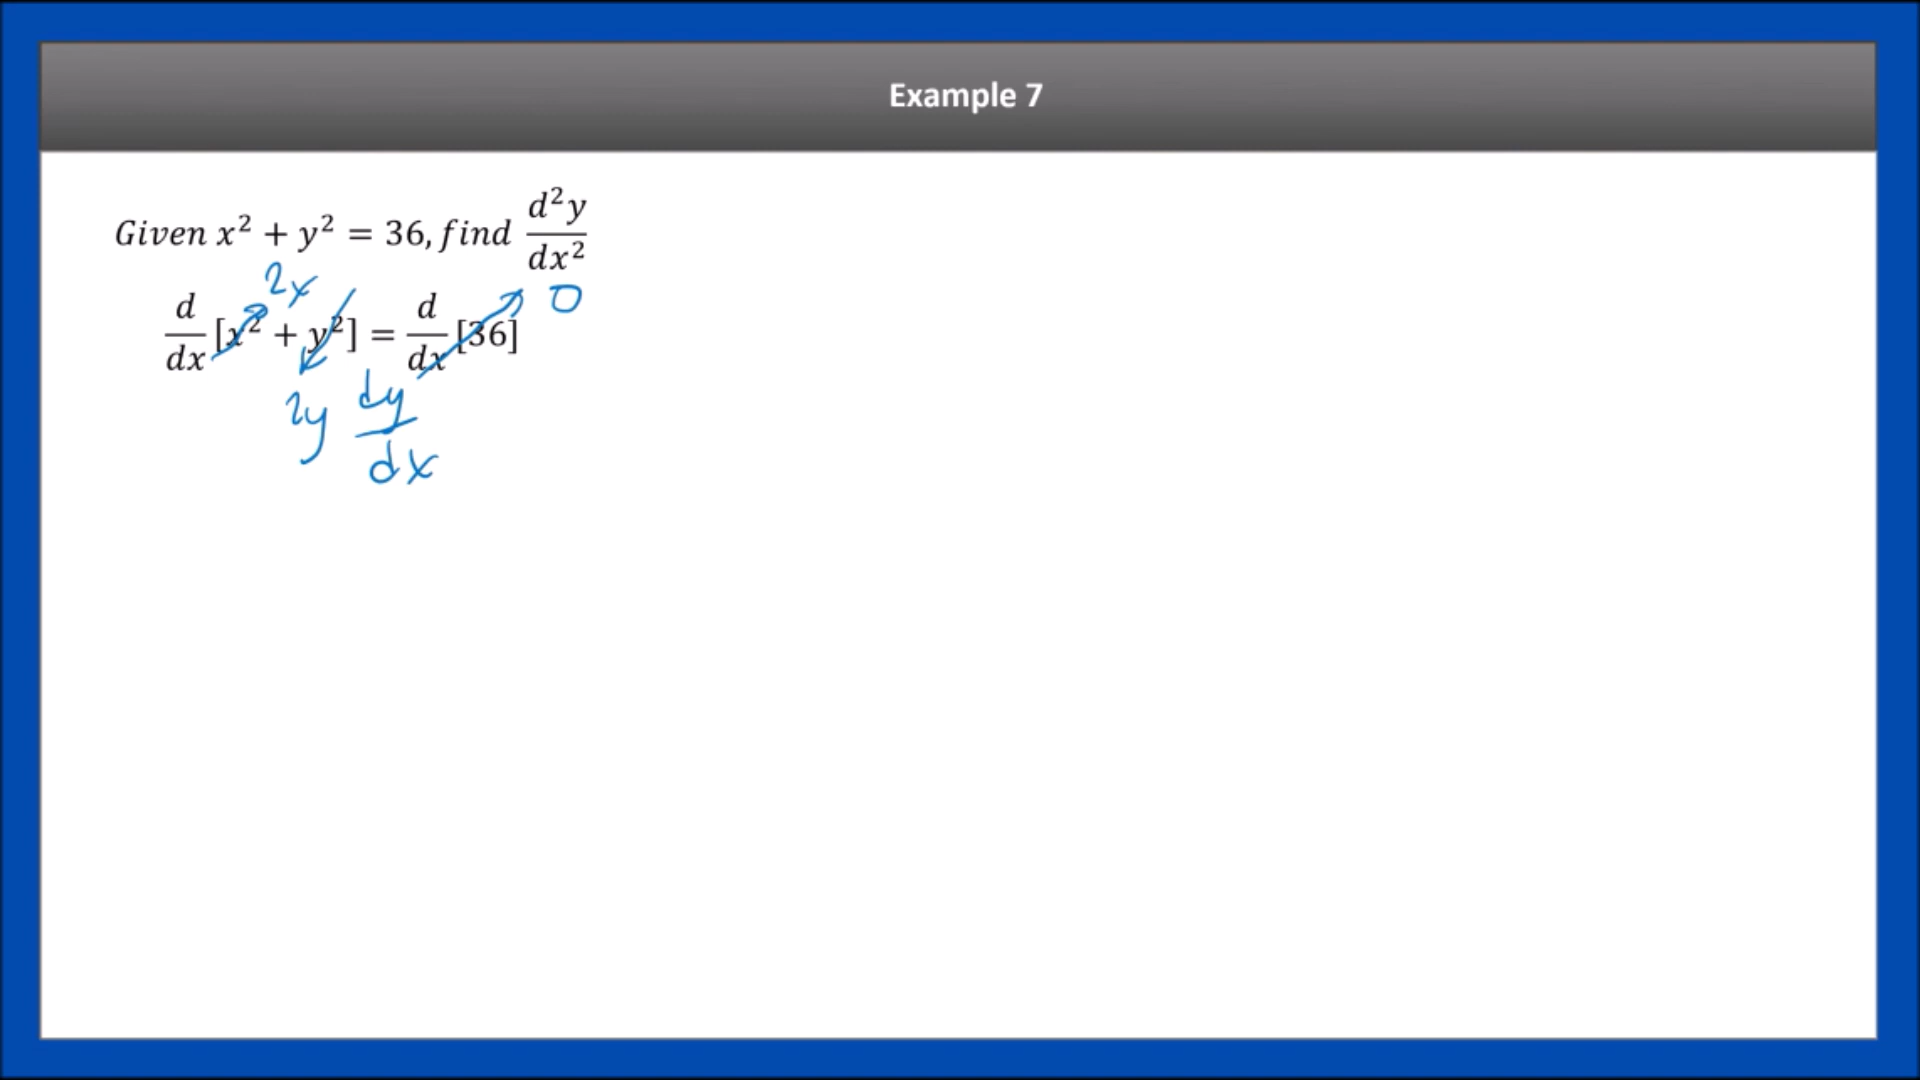 Example 7
Given x² + y² = 36, find d²y/dx²
2x
d/dx [x² + y²] = d/dx [36]
0
2y dy/dx